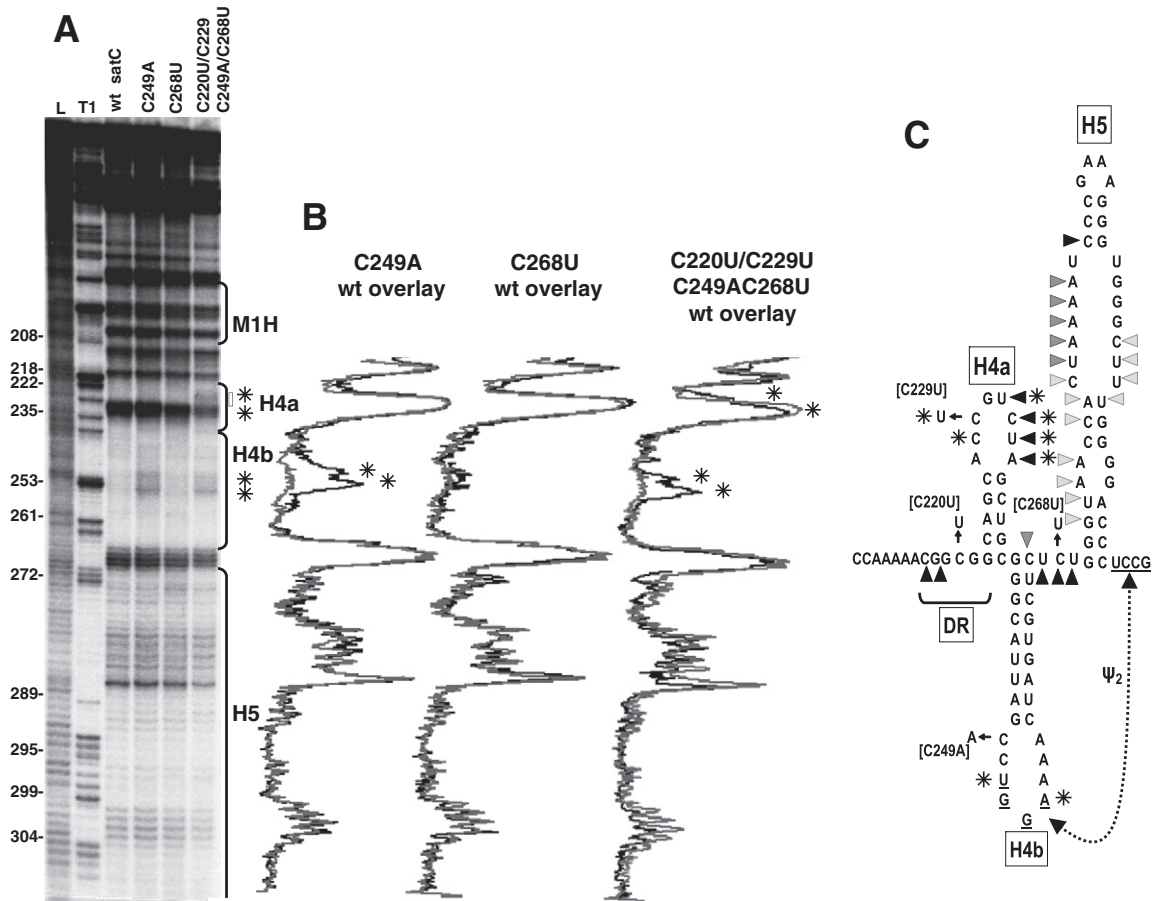 A
L
T1
wt satC
C249A
C268U
C220U/C229
C249A/C268U
208-
218-
222-
235-
253-
261-
272-
289-
295-
299-
304-
M1H
* H4a
*
H4b
*
*
H5
B
C249A
wt overlay
C268U
wt overlay
C220U/C229U
C249AC268U
wt overlay
*
*
*
*
*
*
C
H5
A A
G A
C G
C G
C G
U U
A G
A G
A G
A C
U U
C U
A U
H4a
[C229U]
G U *
* U C C *
* C U *
A A *
C G
G C
A U
C G
[C220U]
U
[C268U]
U
C G
C G
A G
A G
G A
U C
G C
CCAAAAACGGCGGCGCUCUGCUCCG
DR
G U
G C
C G
A U
U G
U A
A U
G C
[C249A]
A C A
C A
* U A
G A *
G
H4b
Ψ2